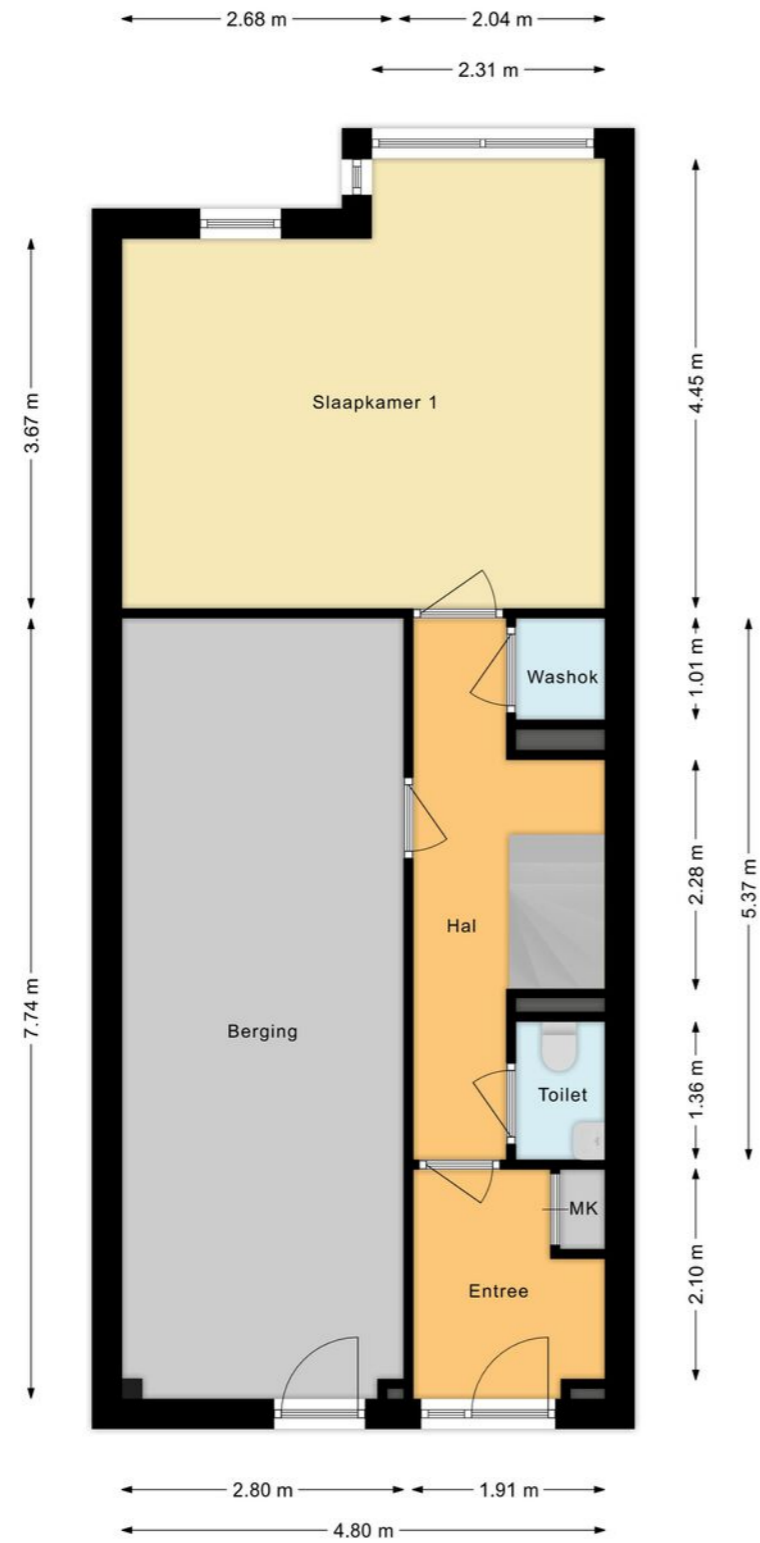 2.68 m
2.04 m
2.31 m
3.67 m
4.45 m
Slaapkamer 1
Washok
1.01 m
2.28 m
5.37 m
Hal
7.74 m
Berging
Toilet
1.36 m
MK
2.10 m
Entree
2.80 m
1.91 m
4.80 m